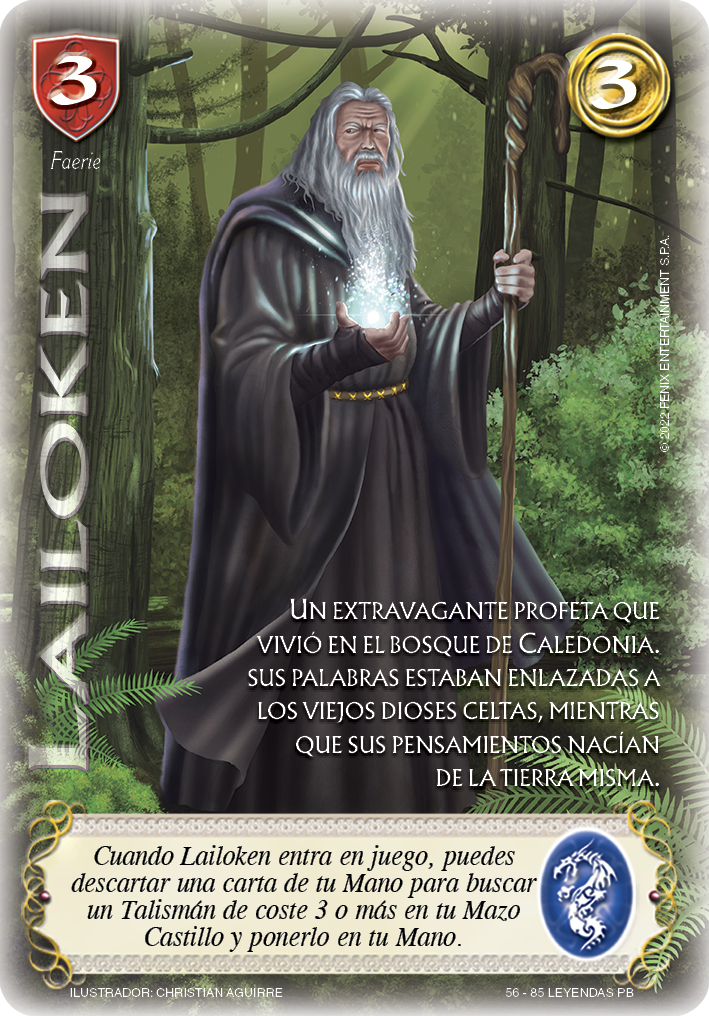 3
3
Faerie
LAILOKEN
© 2022 FENIX ENTERTAINMENT S.P.A.
Un extravagante profeta que
vivió en el bosque de Caledonia.
sus palabras estaban enlazadas a
los viejos dioses celtas, mientras
que sus pensamientos nacían
de la tierra misma.
Cuando Lailoken entra en juego, puedes
descartar una carta de tu Mano para buscar
un Talismán de coste 3 o más en tu Mazo
Castillo y ponerlo en tu Mano.
ILUSTRADOR: CHRISTIAN AGUIRRE
56 - 85 LEYENDAS PB